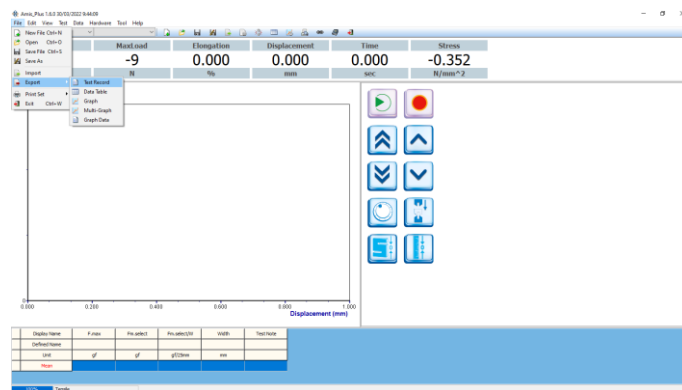 Aimis_Plus 1.6.0 30/03/2022 9:44:09
File Edit View Test Data Hardware Tool Help
New File Ctrl+N
Open Ctrl+O
Save File Ctrl+S
Save As
Import
Export
Print Set
Exit Ctrl+W
Test Record
Data Table
Graph
Multi-Graph
Graph Data
MaxLoad Elongation Displacement Time Stress
-9 0.000 0.000 0.000 -0.352
N % mm sec N/mm^2
0
0.000 0.200 0.400 0.600 0.800 1.000
Displacement (mm)
Display Name F.max Fm.select Fm.select/W Width Test Note
Defined Name
Unit gf gf gf/20mm mm
Mean
Tensile